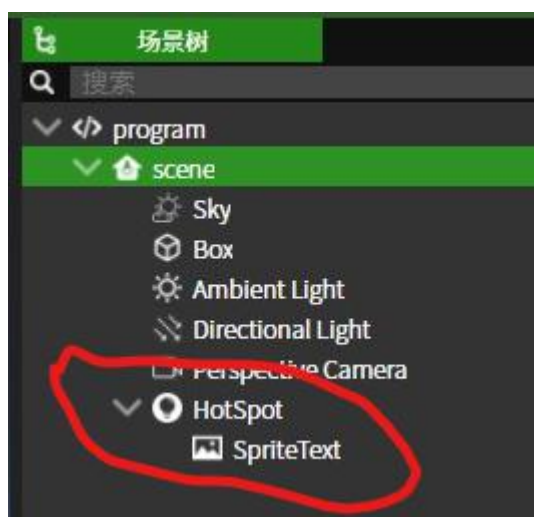 场景树
搜索
program
scene
Sky
Box
Ambient Light
Directional Light
Perspective Camera
HotSpot
SpriteText